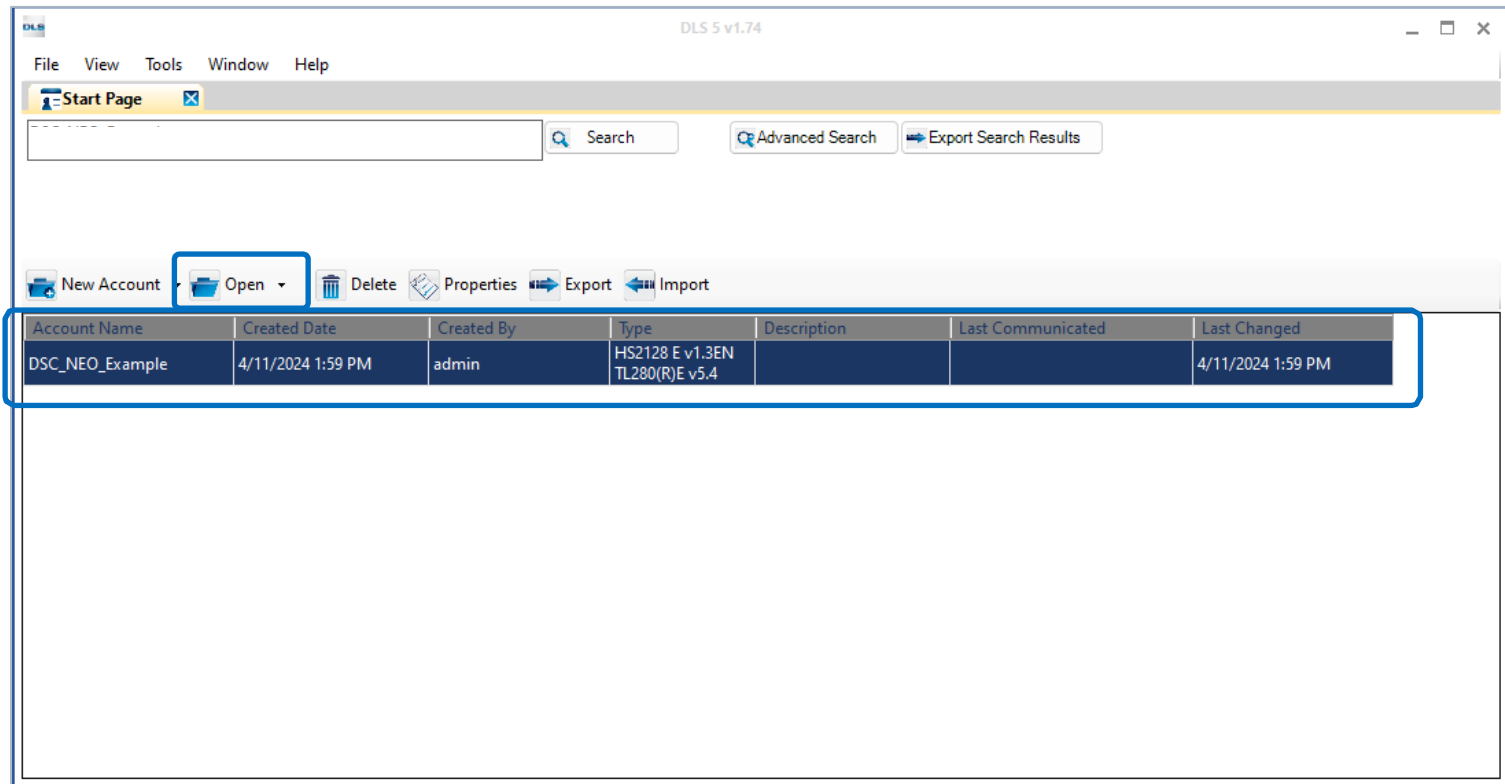 DLS DLS 5 v1.74
File View Tools Window Help
Start Page
Search Advanced Search Export Search Results
New Account Open Delete Properties Export Import
Account Name Created Date Created By Type Description Last Communicated Last Changed
DSC_NEO_Example 4/11/2024 1:59 PM admin HS2128 E v1.3EN 4/11/2024 1:59 PM
TL280(R)E v5.4